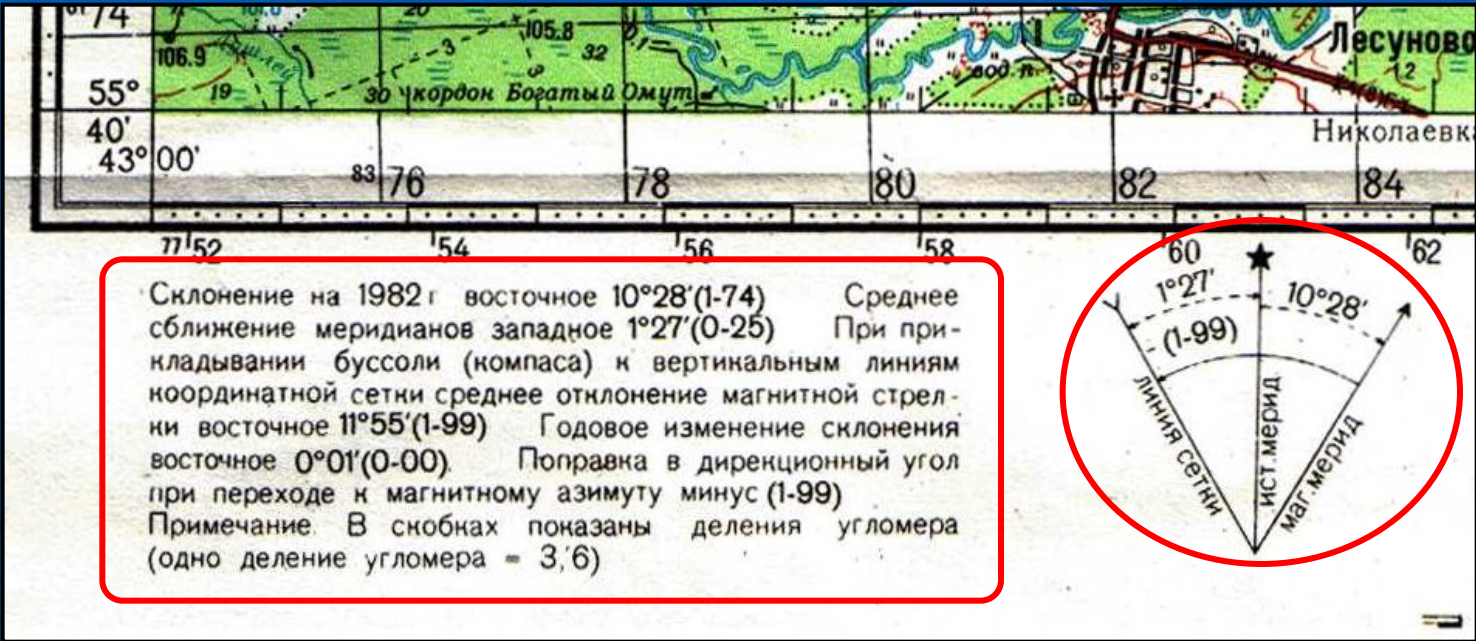 74
106.9
105.8
32
20
3
19
30
кордон Богатый Омут
вод. п.
Лесуново
2
55°
40'
43°00'
Николаевка
83 76
78
80
82
84
7752
54
56
58
60
62
Склонение на 1982 г восточное 10°28'(1-74) Среднее
сближение меридианов западное 1°27'(0-25) При при-
кладывании буссоли (компаса) к вертикальным линиям
координатной сетки среднее отклонение магнитной стрел-
ки восточное 11°55'(1-99) Годовое изменение склонения
восточное 0°01'(0-00). Поправка в дирекционный угол
при переходе к магнитному азимуту минус (1-99)
Примечание. В скобках показаны деления угломера
(одно деление угломера = 3,'6)
1°27'
10°28'
(1-99)
линия сетки
ист. мерид.
маг. мерид